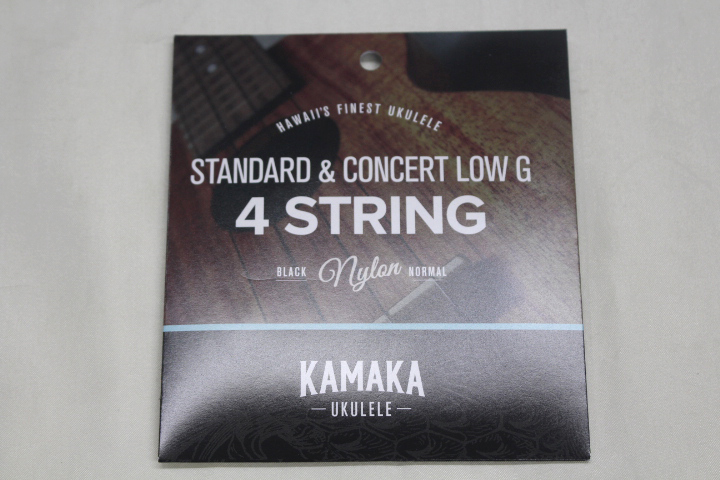 HAWAII'S FINEST UKULELE
STANDARD & CONCERT LOW G
4 STRING
BLACK Nylon NORMAL
KAMAKA
UKULELE